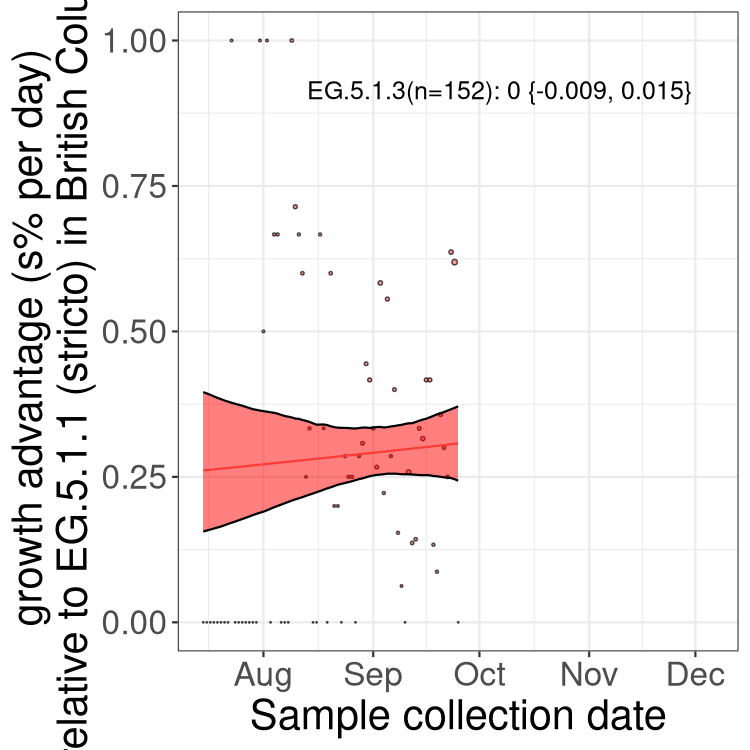 growth advantage (s% per day)
relative to EG.5.1.1 (stricto) in British
1.00
0.75
0.50
0.25
0.00
EG.5.1.3(n=152): 0 {-0.009, 0.015}
Aug Sep Oct Nov Dec
Sample collection date